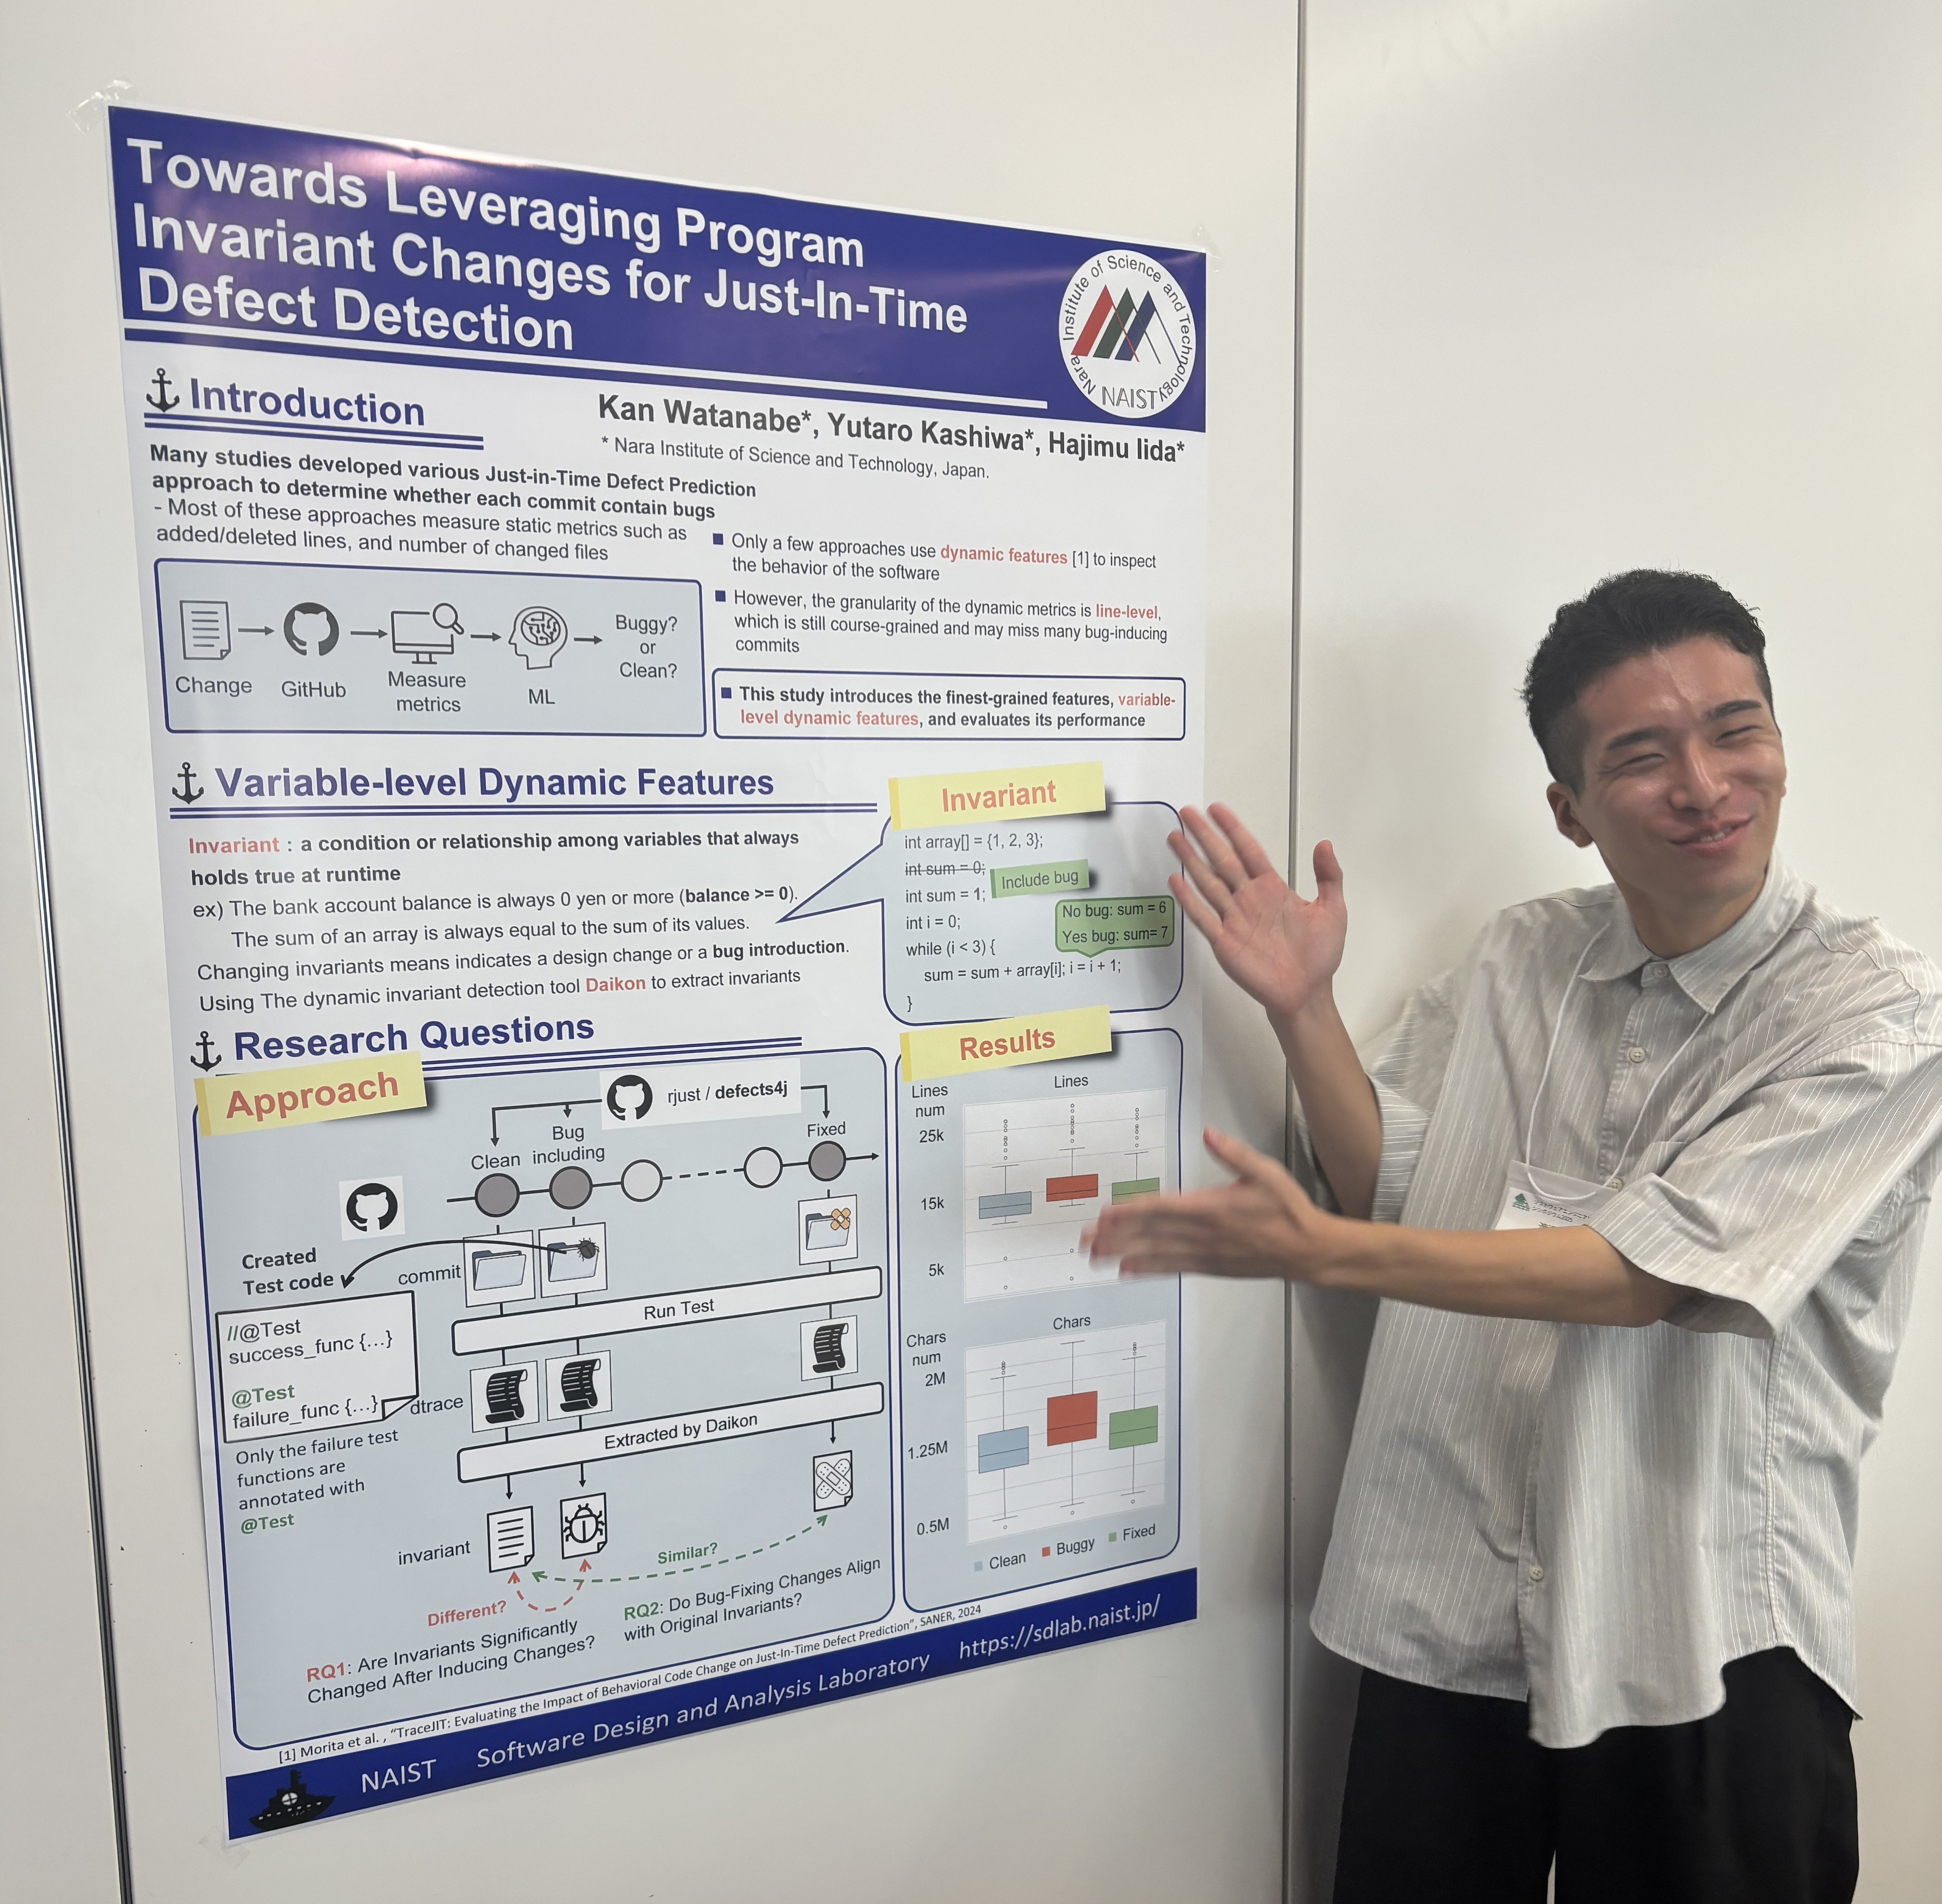 Towards Leveraging Program
Invariant Changes for Just-In-Time
Defect Detection
Nara Institute of Science and Technology
NAIST
Introduction
Kan Watanabe*, Yutaro Kashiwa*, Hajimu Iida*
* Nara Institute of Science and Technology, Japan.
Many studies developed various Just-in-Time Defect Prediction
approach to determine whether each commit contain bugs
- Most of these approaches measure static metrics such as
added/deleted lines, and number of changed files
Change
GitHub
Measure
metrics
ML
Buggy?
or
Clean?
■ Only a few approaches use dynamic features [1] to inspect
the behavior of the software
■ However, the granularity of the dynamic metrics is line-level,
which is still course-grained and may miss many bug-inducing
commits
■ This study introduces the finest-grained features, variable-
level dynamic features, and evaluates its performance
Variable-level Dynamic Features
Invariant : a condition or relationship among variables that always
holds true at runtime
ex) The bank account balance is always 0 yen or more (balance >= 0).
The sum of an array is always equal to the sum of its values.
Changing invariants means indicates a design change or a bug introduction.
Using The dynamic invariant detection tool Daikon to extract invariants
Invariant
int array[] = {1, 2, 3};
int sum = 0;
Include bug
int sum = 1;
int i = 0;
No bug: sum = 6
Yes bug: sum= 7
while (i < 3) {
sum = sum + array[i]; i = i + 1;
}
Research Questions
Approach
rjust / defects4j
Clean
Bug
including
Fixed
Created
Test code
commit
//@Test
success_func {...}
@Test
failure_func {...}
Only the failure test
functions are
annotated with
@Test
Run Test
dtrace
Extracted by Daikon
invariant
Similar?
Different?
RQ1: Are Invariants Significantly
Changed After Inducing Changes?
RQ2: Do Bug-Fixing Changes Align
with Original Invariants?
Results
Lines
num
Lines
25k
15k
5k
Chars
num
Chars
2M
1.25M
0.5M
Clean
Buggy
Fixed
[1] Morita et al. , "TraceJIT: Evaluating the Impact of Behavioral Code Change on Just-In-Time Defect Prediction", SANER, 2024
NAIST Software Design and Analysis Laboratory https://sdlab.naist.jp/